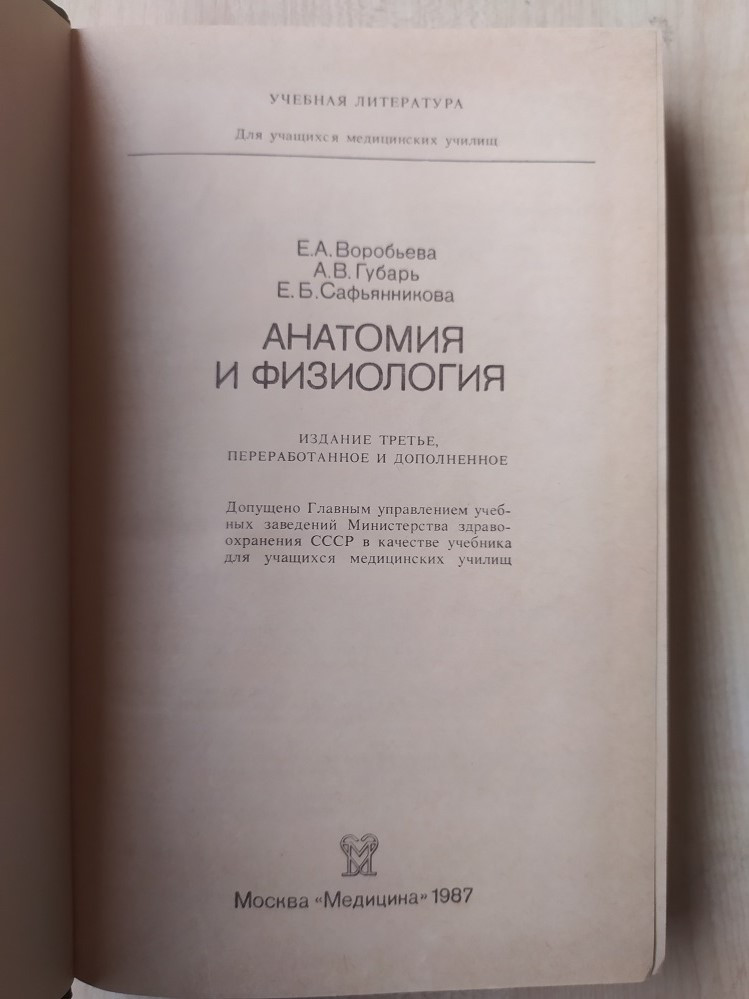 УЧЕБНАЯ ЛИТЕРАТУРА
Для учащихся медицинских училищ
Е.А.Воробьева
А.В.Губарь
Е.Б.Сафьянникова
АНАТОМИЯ
И ФИЗИОЛОГИЯ
ИЗДАНИЕ ТРЕТЬЕ,
ПЕРЕРАБОТАННОЕ И ДОПОЛНЕННОЕ
Допущено Главным управлением учеб-
ных заведений Министерства здраво-
охранения СССР в качестве учебника
для учащихся медицинских училищ
Москва «Медицина» 1987